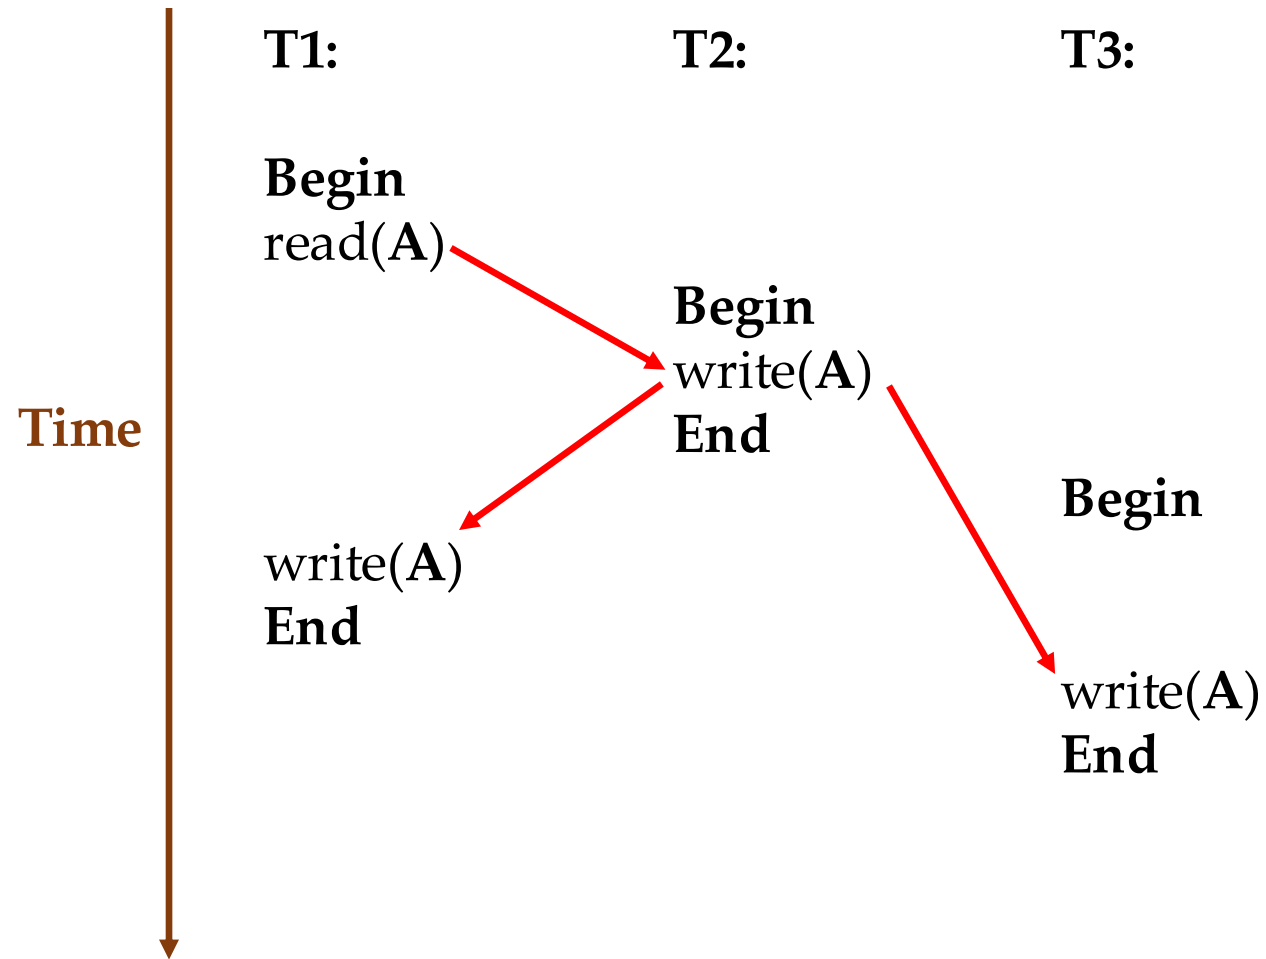 T1: T2: T3:
Begin
read(A)
Begin
write(A)
Time
End
Begin
write(A)
End
write(A)
End